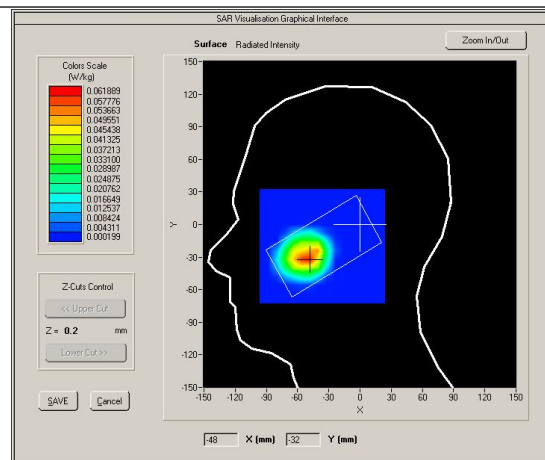 SAR Visualisation Graphical Interface
Surface Radiated Intensity
Zoom In/Out
Colors Scale
(W/kg)
0.061889
0.057776
0.053663
0.049551
0.045438
0.041325
0.037213
0.033100
0.028987
0.024875
0.020762
0.016649
0.012537
0.008424
0.004311
0.000199
Z-Cuts Control
<< Upper Cut
Z = 0.2 mm
Lower Cut >>
SAVE Cancel
150
120
90
60
30
0
-30
-60
-90
-120
-150
Y
-150 -120 -90 -60 -30 0 30 60 90 120 150
X
-48 X (mm) -32 Y (mm)